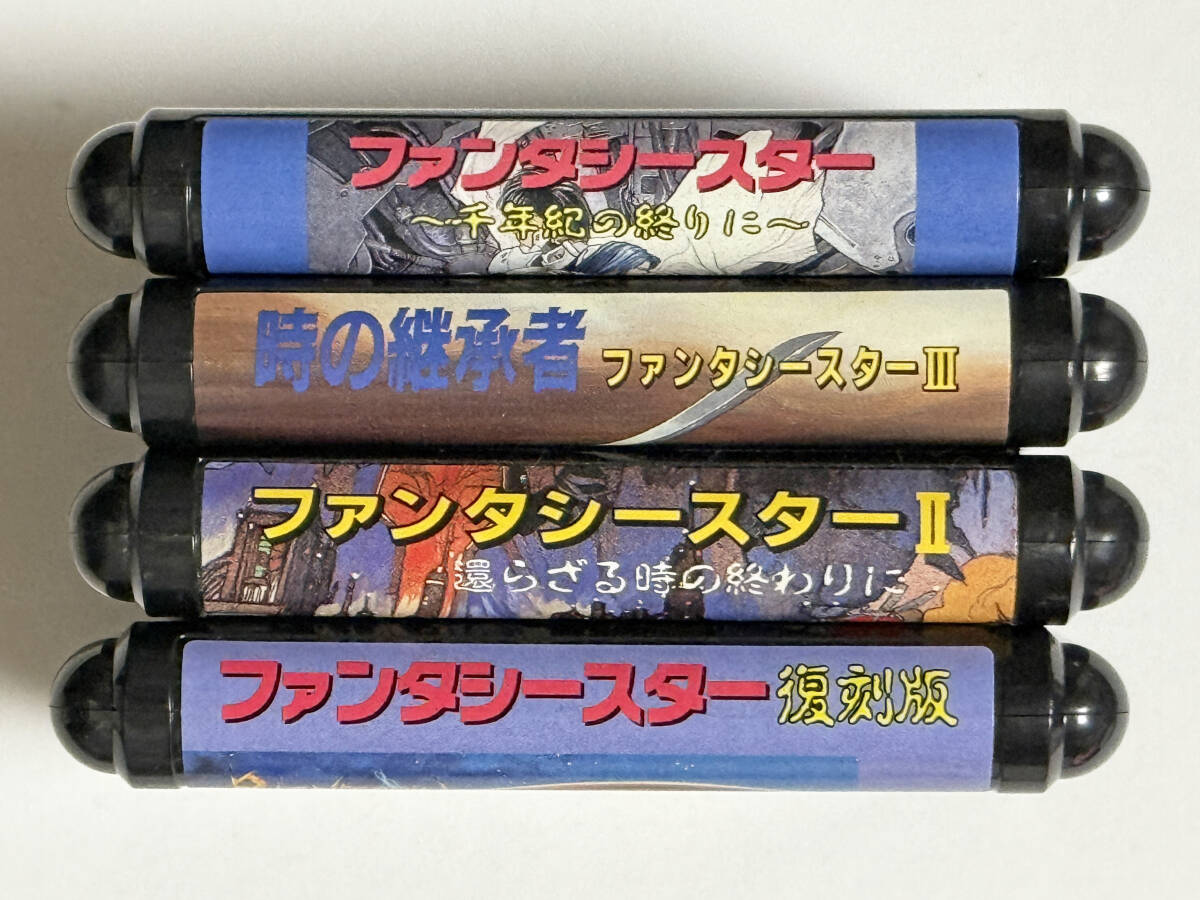 ファンタシースター
～千年紀の終りに～
時の継承者 ファンタシースターⅢ
ファンタシースターⅡ
還らざる時の終わりに
ファンタシースター 復刻版